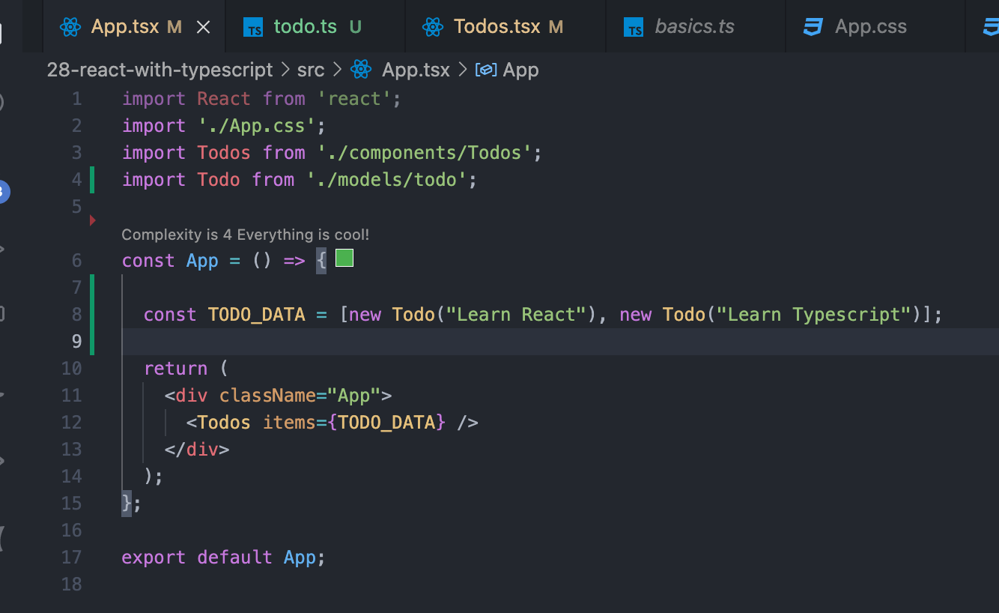 App.tsx M TS todo.ts U Todos.tsx M TS basics.ts App.css
28-react-with-typescript > src > App.tsx > App
1 import React from 'react';
2 import './App.css';
3 import Todos from './components/Todos';
4 import Todo from './models/todo';
5
Complexity is 4 Everything is cool!
6 const App = () => {
7
8 const TODO_DATA = [new Todo("Learn React"), new Todo("Learn Typescript")];
9
10 return (
11 <div className="App">
12 <Todos items={TODO_DATA} />
13 </div>
14 );
15 };
16
17 export default App;
18